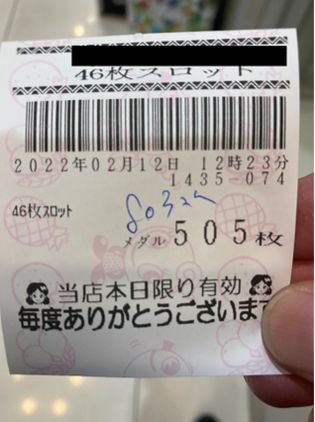 46枚スロット
2022年02月12日 12時23分
1435 074
46枚スロット
メダル 505枚
当店本日限り有効
毎度ありがとうございます